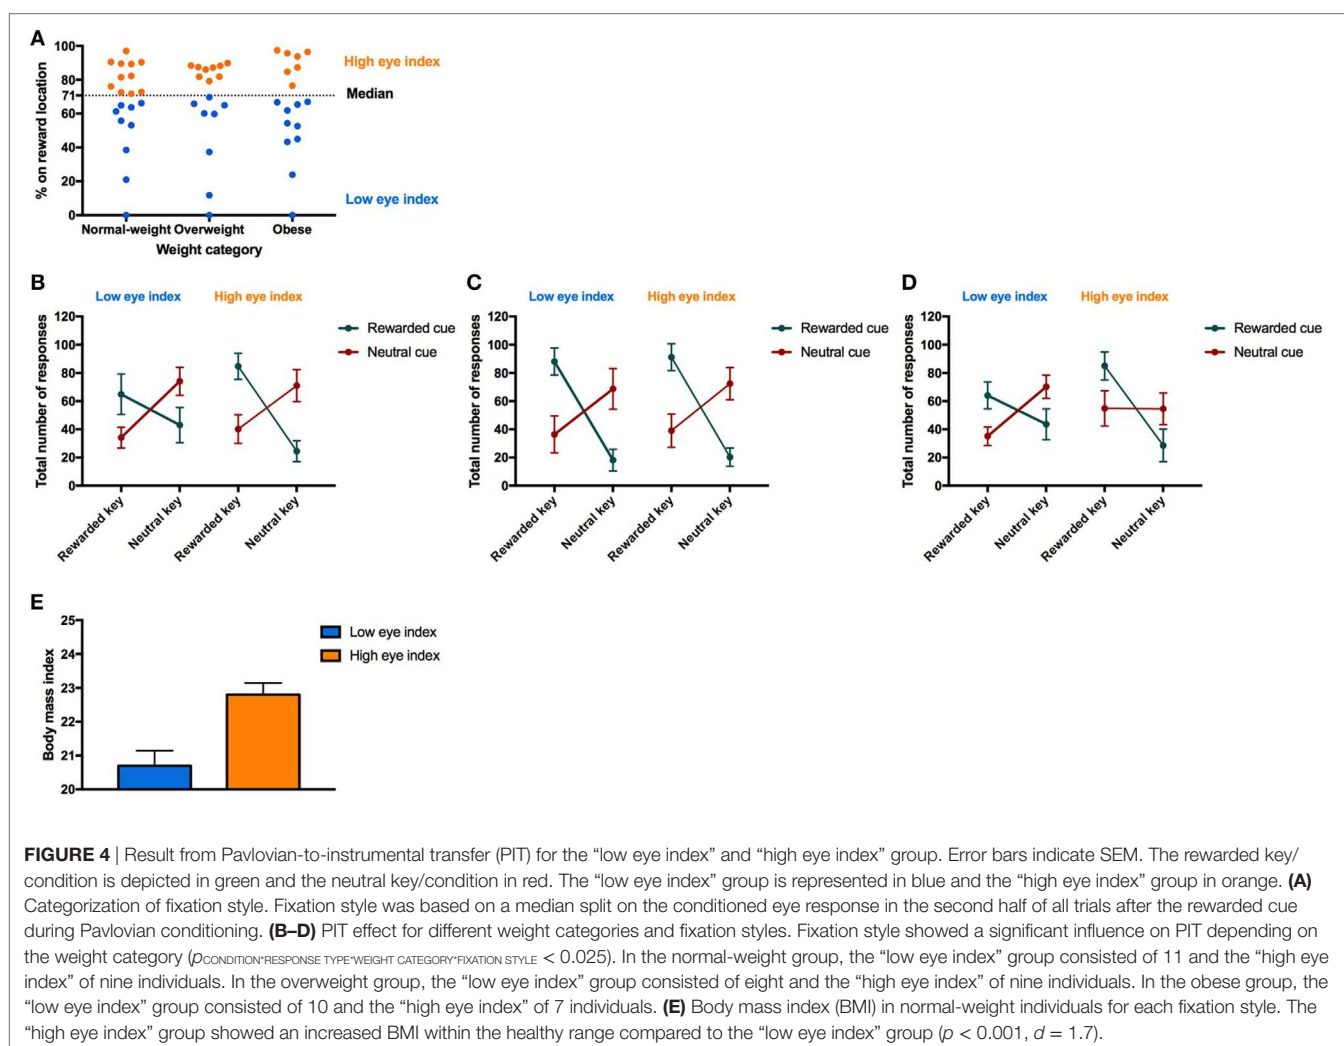 A
100
80
71
60
40
20
0
% on reward location
High eye index
Median
Low eye index
Normal-weight Overweight Obese
Weight category
B
Low eye index High eye index
120
100
80
60
40
20
0
Total number of responses
Rewarded cue
Neutral cue
Rewarded key
Neutral key
Rewarded key
Neutral key
C
Low eye index High eye index
120
100
80
60
40
20
0
Total number of responses
Rewarded cue
Neutral cue
Rewarded key
Neutral key
Rewarded key
Neutral key
D
Low eye index High eye index
120
100
80
60
40
20
0
Total number of responses
Rewarded cue
Neutral cue
Rewarded key
Neutral key
Rewarded key
Neutral key
E
25
24
23
22
21
20
Body mass index
Low eye index
High eye index
FIGURE 4 | Result from Pavlovian-to-instrumental transfer (PIT) for the “low eye index” and “high eye index” group. Error bars indicate SEM. The rewarded key/
condition is depicted in green and the neutral key/condition in red. The “low eye index” group is represented in blue and the “high eye index” group in orange. (A)
Categorization of fixation style. Fixation style was based on a median split on the conditioned eye response in the second half of all trials after the rewarded cue
during Pavlovian conditioning. (B–D) PIT effect for different weight categories and fixation styles. Fixation style showed a significant influence on PIT depending on
the weight category (pCONDITION*RESPONSE TYPE*WEIGHT CATEGORY*FIXATION STYLE < 0.025). In the normal-weight group, the “low eye index” group consisted of 11 and the “high eye
index” of nine individuals. In the overweight group, the “low eye index” group consisted of eight and the “high eye index” of nine individuals. In the obese group, the
“low eye index” group consisted of 10 and the “high eye index” of 7 individuals. (E) Body mass index (BMI) in normal-weight individuals for each fixation style. The
“high eye index” group showed an increased BMI within the healthy range compared to the “low eye index” group (p < 0.001, d = 1.7).